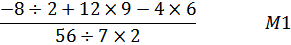 −8 ÷ 2 + 12 × 9 − 4 × 6
56 ÷ 7 × 2
M1